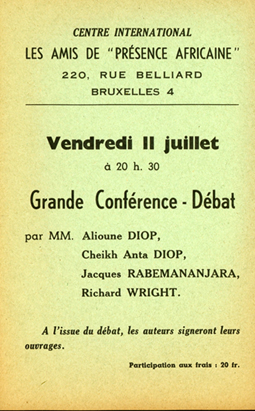 CENTRE INTERNATIONAL
LES AMIS DE "PRÉSENCE AFRICAINE"
220, RUE BELLIARD
BRUXELLES 4
Vendredi 11 juillet
à 20 h. 30
Grande Conférence - Débat
par MM. Alioune DIOP,
Cheikh Anta DIOP,
Jacques RABEMANANJARA,
Richard WRIGHT.
A l'issue du débat, les auteurs signeront leurs
ouvrages.
Participation aux frais : 20 fr.